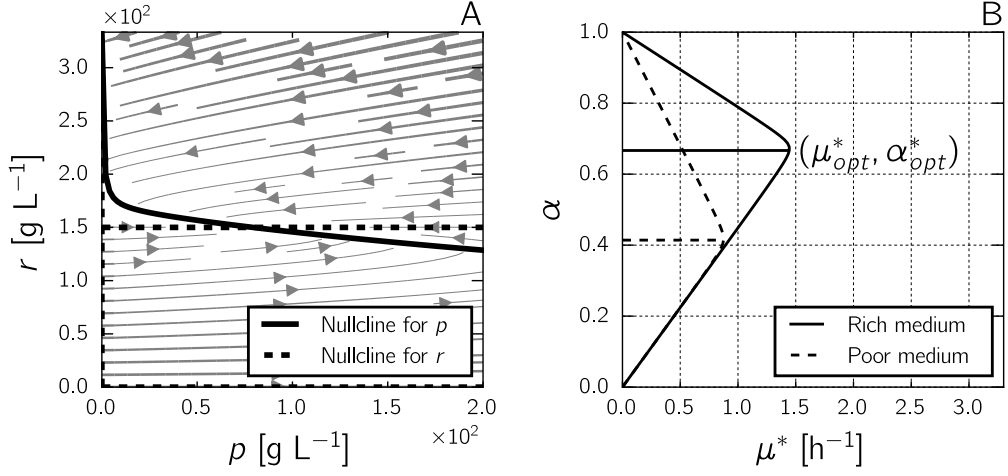 ×10²
A
3.0
2.5
2.0
1.5
1.0
0.5
0.0
r [g L⁻¹]
Nullcline for p
Nullcline for r
0.0 0.5 1.0 1.5 2.0
p [g L⁻¹]
×10²
B
1.0
0.8
0.6
0.4
0.2
0.0
α
(μ*opt, α*opt)
Rich medium
Poor medium
0.0 0.5 1.0 1.5 2.0 2.5 3.0
μ* [h⁻¹]